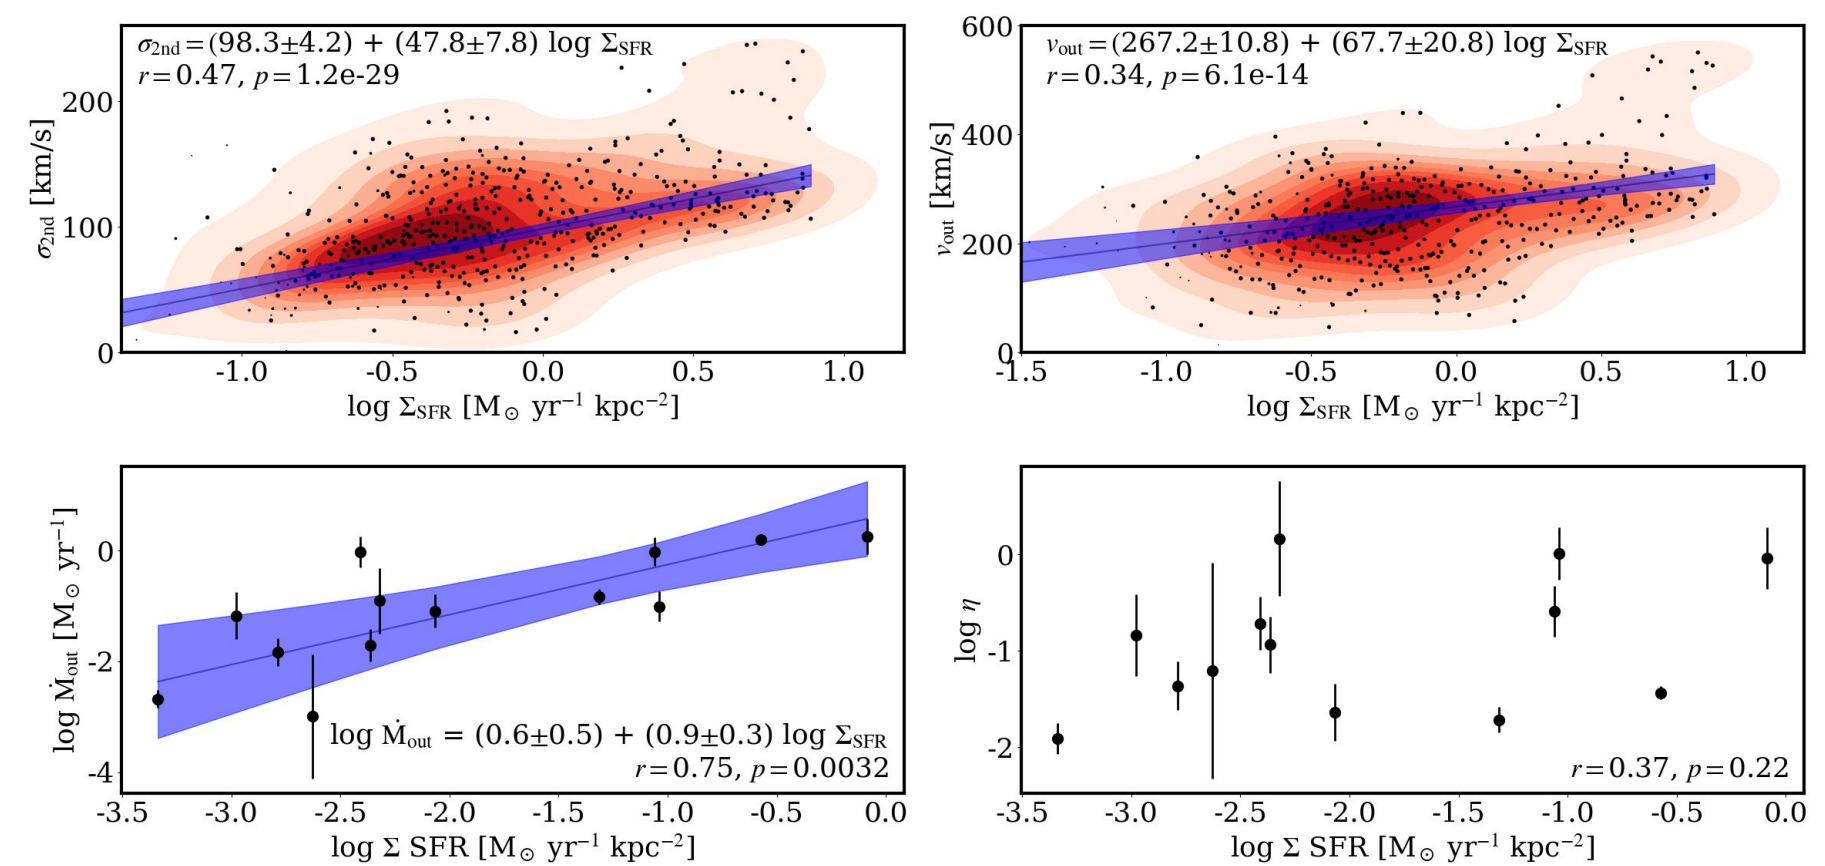 σ2nd = (98.3±4.2) + (47.8±7.8) log ΣSFR
r = 0.47, p = 1.2e-29
200
100
0
σ2nd [km/s]
-1.0 -0.5 0.0 0.5 1.0
log ΣSFR [M⊙ yr−1 kpc−2]
vout = (267.2±10.8) + (67.7±20.8) log ΣSFR
r = 0.34, p = 6.1e-14
600
400
200
0
vout [km/s]
-1.5 -1.0 -0.5 0.0 0.5 1.0
log ΣSFR [M⊙ yr−1 kpc−2]
0
-2
-4
log Ṁout [M⊙ yr−1]
log Ṁout = (0.6±0.5) + (0.9±0.3) log ΣSFR
r = 0.75, p = 0.0032
-3.5 -3.0 -2.5 -2.0 -1.5 -1.0 -0.5 0.0
log Σ SFR [M⊙ yr−1 kpc−2]
0
-1
-2
log η
r = 0.37, p = 0.22
-3.5 -3.0 -2.5 -2.0 -1.5 -1.0 -0.5 0.0
log Σ SFR [M⊙ yr−1 kpc−2]